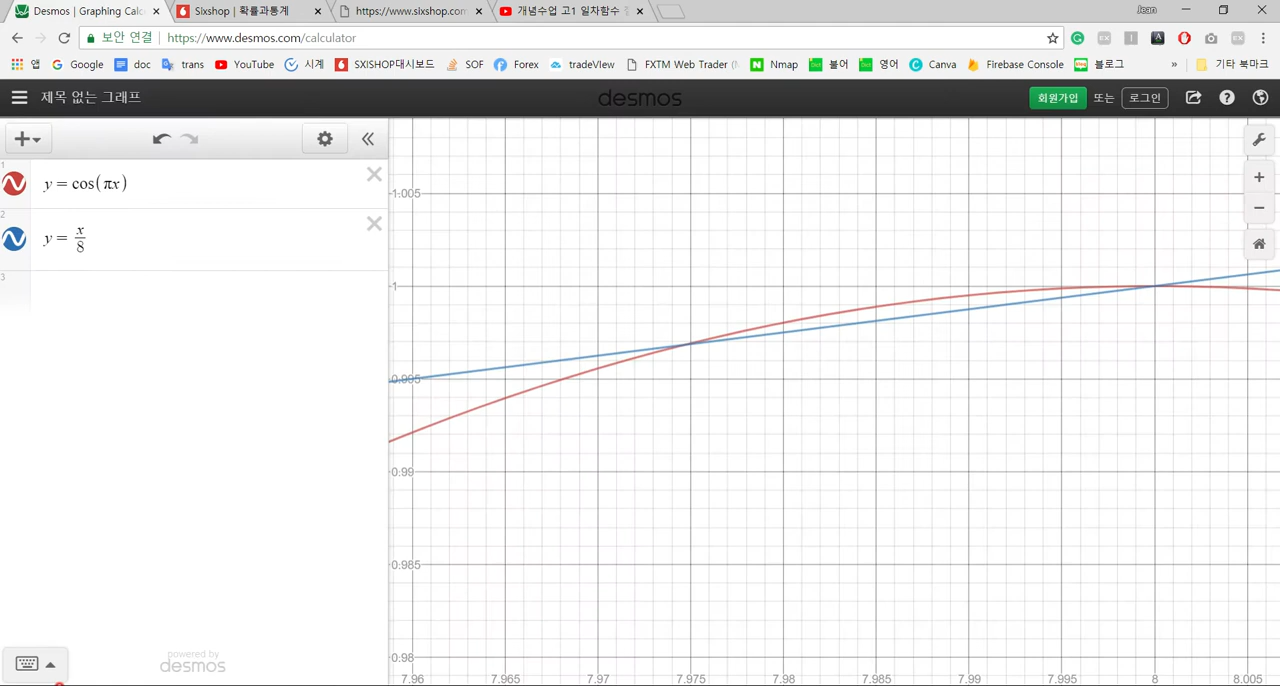 Desmos | Graphing Calc
SIxshop | 확률과통계
https://www.sixshop.com
개념수업 고1 일차함수
Jean
보안 연결
https://www.desmos.com/calculator
앱 Google doc trans YouTube 시계 SIXSHOP대시보드 SOF Forex tradeView FXTM Web Trader Nmap 불어 영어 Canva Firebase Console 블로그 » 기타 북마크
제목 없는 그래프
desmos
회원가입 또는 로그인
1
y = cos(πx)
2
y = x/8
3
powered by
desmos
1.005
1
0.995
0.99
0.985
0.98
7.96 7.965 7.97 7.975 7.98 7.985 7.99 7.995 8 8.005